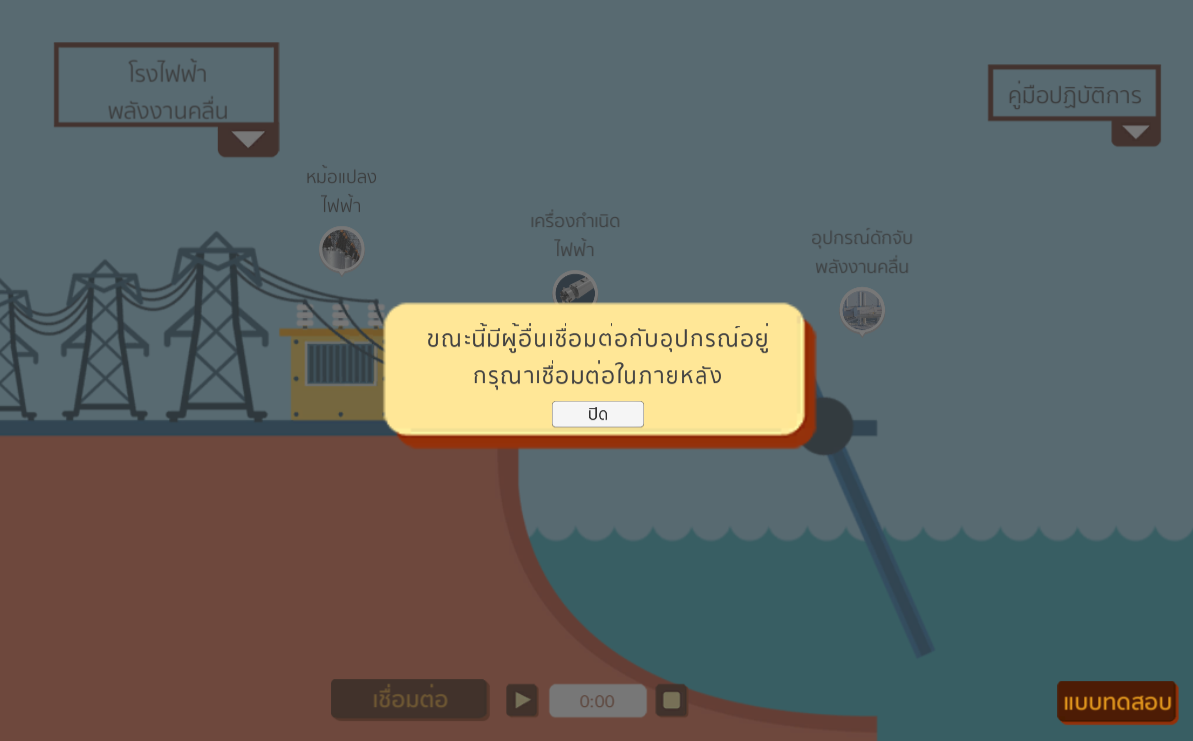 โรงไฟฟ้า
พลังงานคลื่น
คู่มือปฏิบัติการ
หม้อแปลง
ไฟฟ้า
เครื่องกำเนิด
ไฟฟ้า
อุปกรณ์ดักจับ
พลังงานคลื่น
ขณะนี้มีผู้อื่นเชื่อมต่อกับอุปกรณ์อยู่
กรุณาเชื่อมต่อในภายหลัง
ปิด
เชื่อมต่อ
0:00
แบบทดสอบ